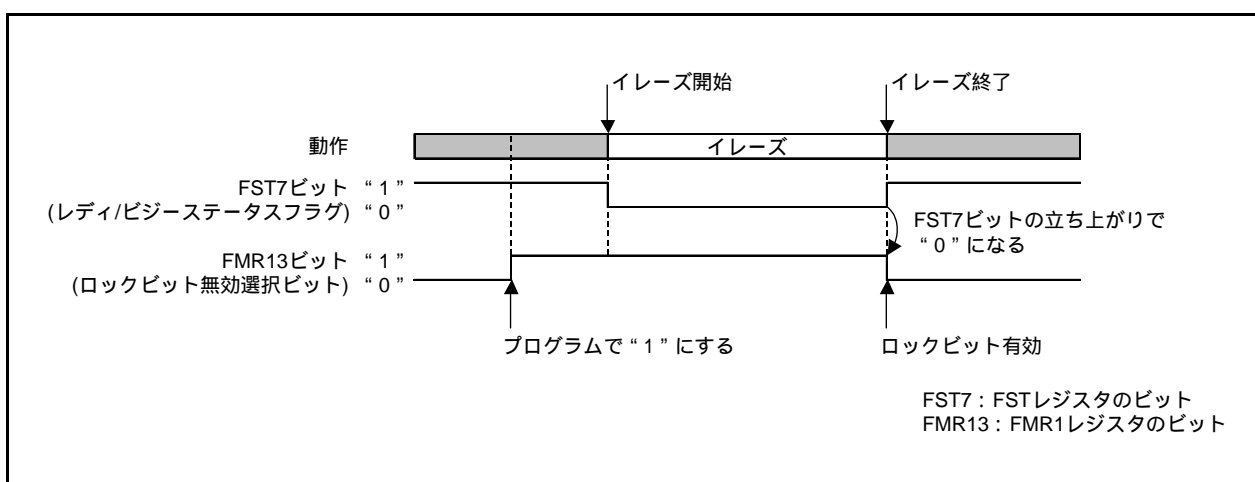 イレーズ開始
イレーズ終了
動作
イレーズ
FST7ビット “ 1 ”
(レディ/ビジーステータスフラグ) “ 0 ”
FST7ビットの立ち上がりで
“ 0 ” になる
FMR13ビット “ 1 ”
(ロックビット無効選択ビット) “ 0 ”
プログラムで “ 1 ” にする
ロックビット有効
FST7 : FSTレジスタのビット
FMR13 : FMR1レジスタのビット